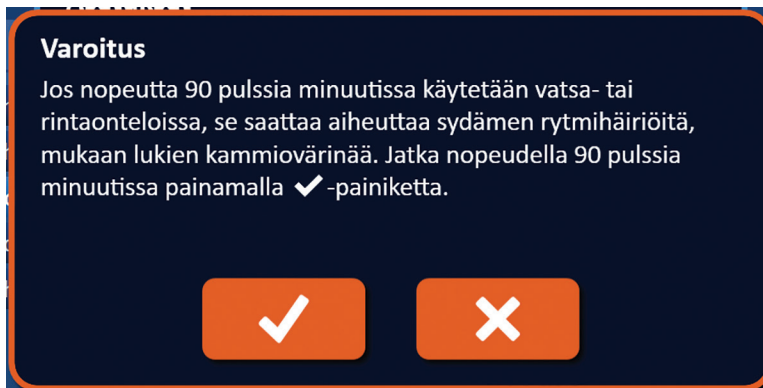 Varoitus
Jos nopeutta 90 pulssia minuutissa käytetään vatsa- tai
rintaonteloissa, se saattaa aiheuttaa sydämen rytmihäiriöitä,
mukaan lukien kammiovärinää. Jatka nopeudella 90 pulssia
minuutissa painamalla ✔-painiketta.